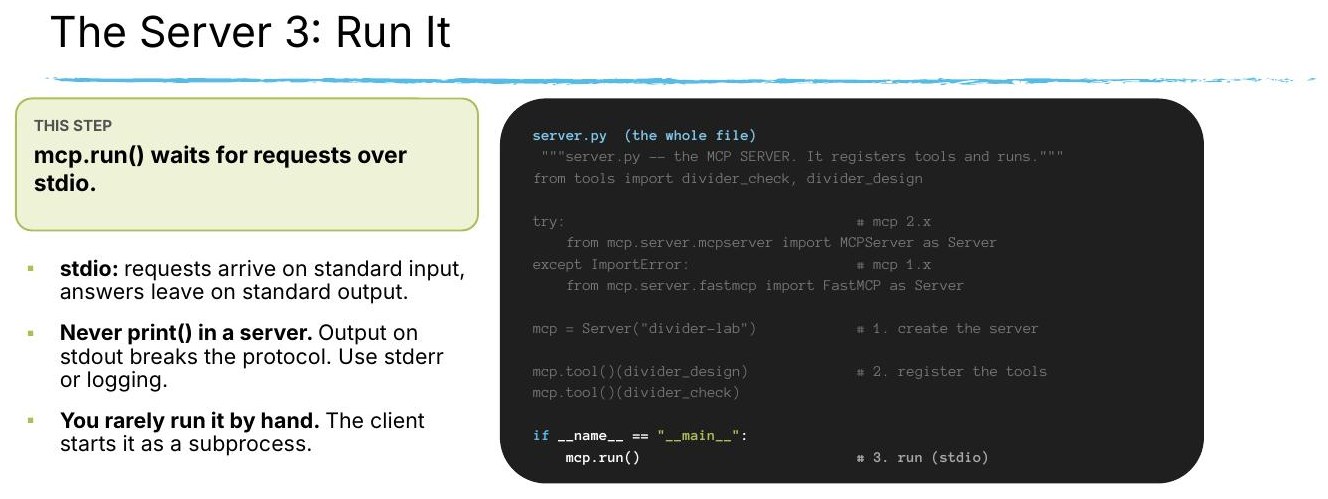 The Server 3: Run It
THIS STEP
mcp.run() waits for requests over
stdio.
▪ stdio: requests arrive on standard input,
answers leave on standard output.
▪ Never print() in a server. Output on
stdout breaks the protocol. Use stderr
or logging.
▪ You rarely run it by hand. The client
starts it as a subprocess.
server.py  (the whole file)
"""server.py -- the MCP SERVER. It registers tools and runs."""
from tools import divider_check, divider_design
try:                                   # mcp 2.x
    from mcp.server.mcpserver import MCPServer as Server
except ImportError:                    # mcp 1.x
    from mcp.server.fastmcp import FastMCP as Server
mcp = Server("divider-lab")            # 1. create the server
mcp.tool()(divider_design)             # 2. register the tools
mcp.tool()(divider_check)
if __name__ == "__main__":
    mcp.run()                          # 3. run (stdio)